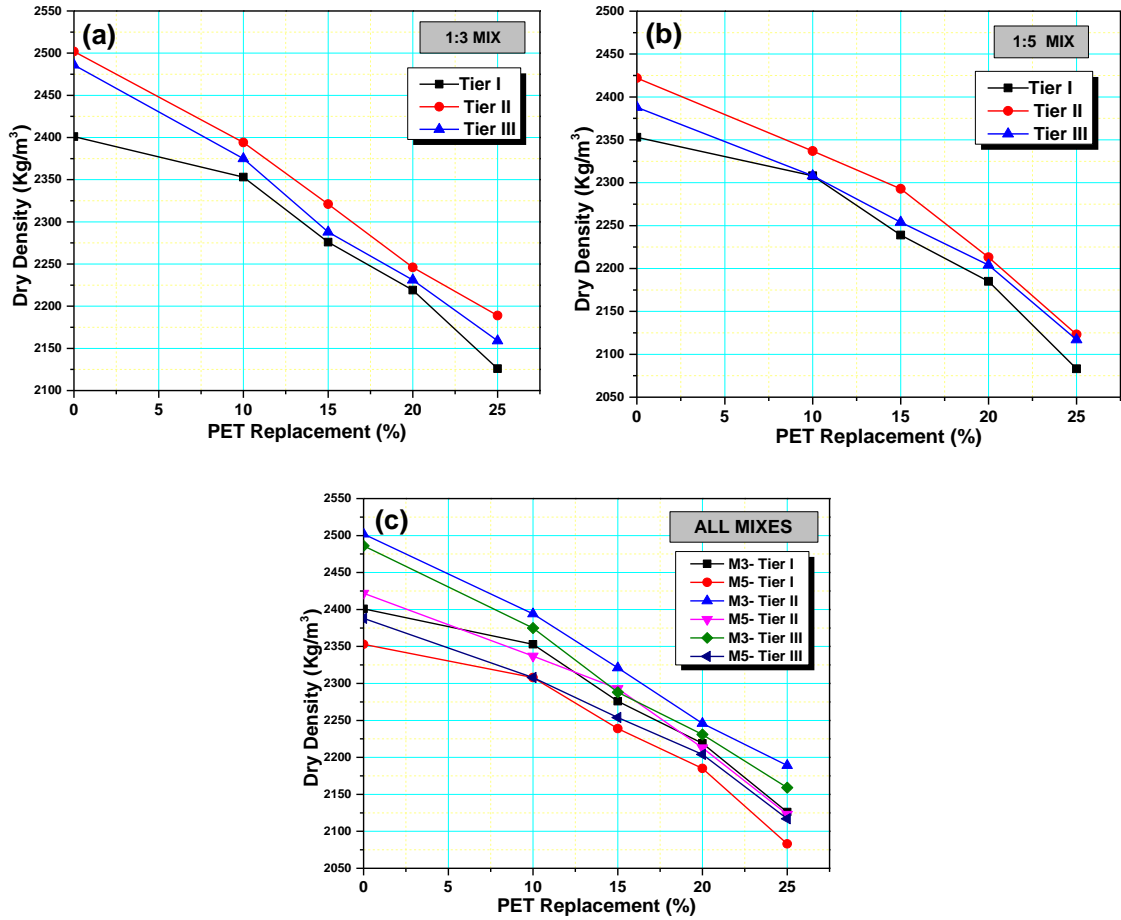 (a)
1:3 MIX
Tier I
Tier II
Tier III
Dry Density (Kg/m³)
2550
2500
2450
2400
2350
2300
2250
2200
2150
2100
0 5 10 15 20 25
PET Replacement (%)
(b)
1:5 MIX
Tier I
Tier II
Tier III
Dry Density (Kg/m³)
2500
2450
2400
2350
2300
2250
2200
2150
2100
2050
0 5 10 15 20 25
PET Replacement (%)
(c)
ALL MIXES
M3- Tier I
M5- Tier I
M3- Tier II
M5- Tier II
M3- Tier III
M5- Tier III
Dry Density (Kg/m³)
2550
2500
2450
2400
2350
2300
2250
2200
2150
2100
2050
0 5 10 15 20 25
PET Replacement (%)